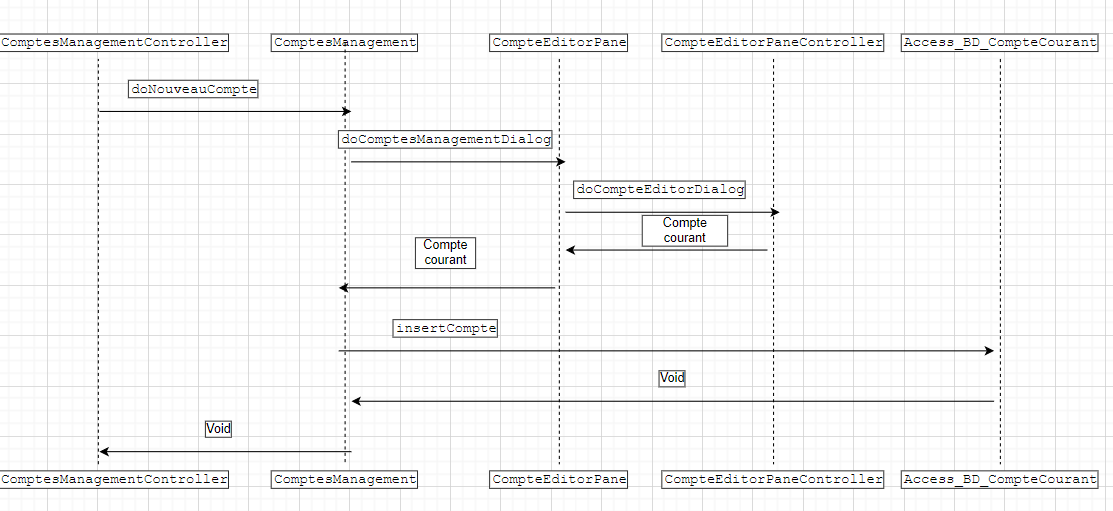 ComptesManagementController
ComptesManagement
CompteEditorPane
CompteEditorPaneController
Access_BD_CompteCourant
doNouveauCompte
doComptesManagementDialog
doCompteEditorDialog
Compte
courant
Compte
courant
insertCompte
Void
Void
ComptesManagementController
ComptesManagement
CompteEditorPane
CompteEditorPaneController
Access_BD_CompteCourant